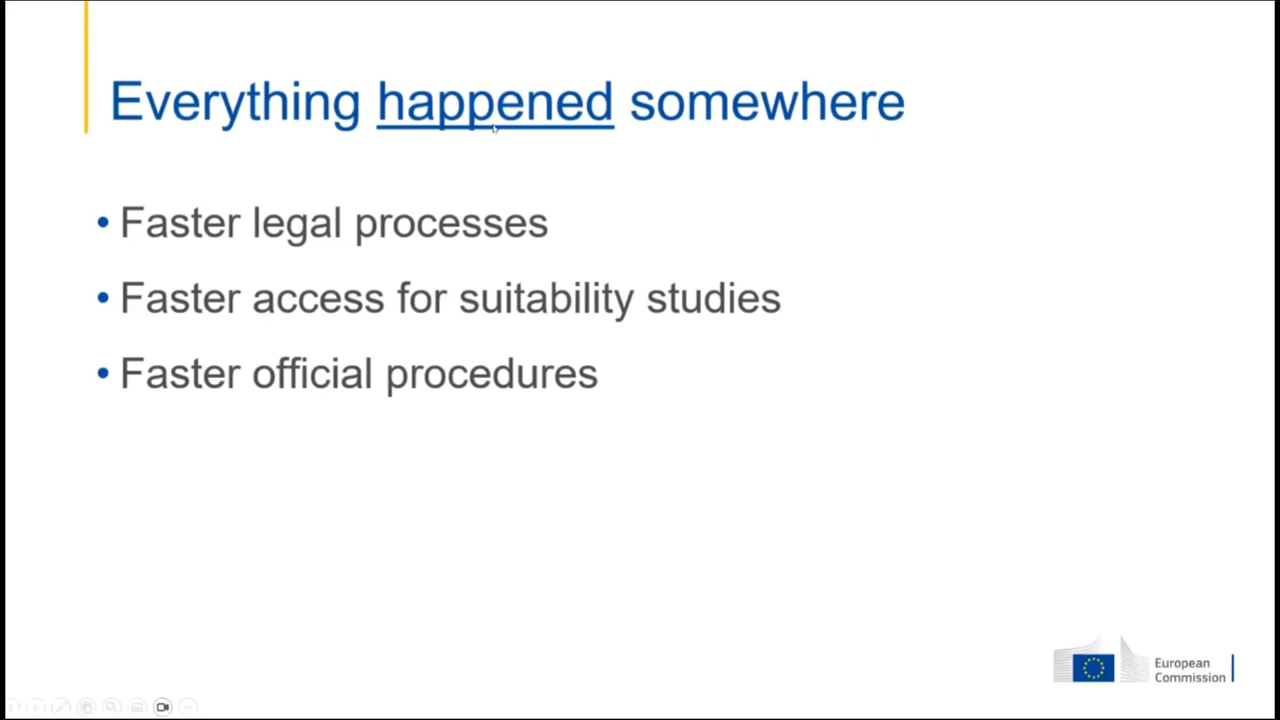 Everything happened somewhere
• Faster legal processes
• Faster access for suitability studies
• Faster official procedures
European
Commission